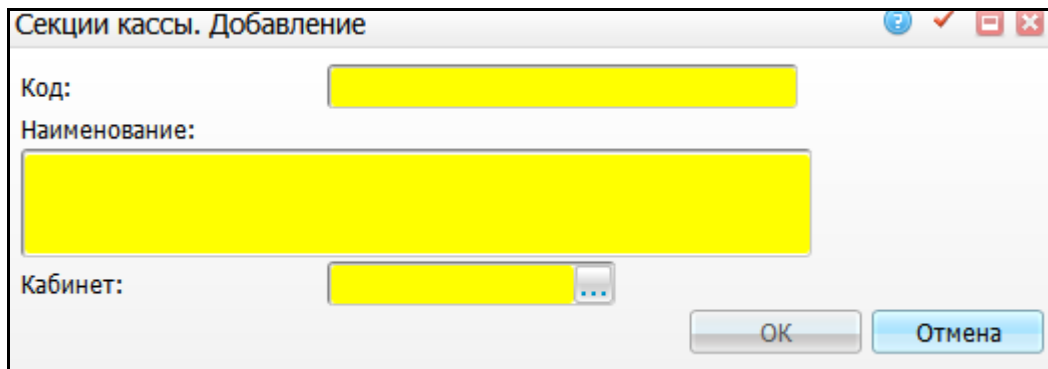 Секции кассы. Добавление
Код:
Наименование:
Кабинет:
...
ОК
Отмена